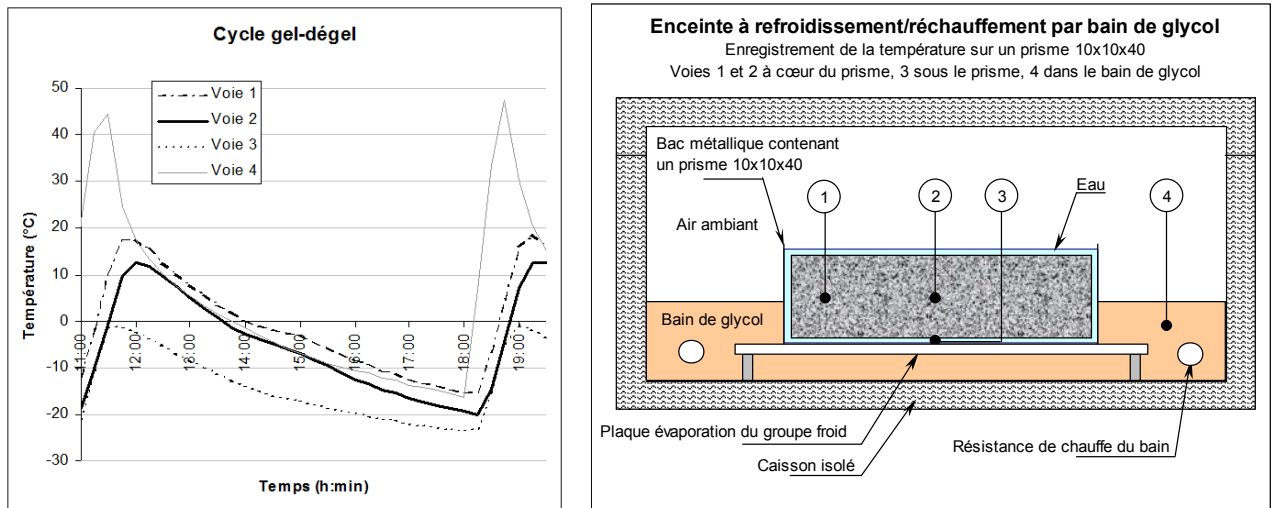 Cycle gel-dégel
50
40
30
20
10
0
-10
-20
-30
Température (°C)
Voie 1
Voie 2
Voie 3
Voie 4
11:00
12:00
13:00
14:00
15:00
16:00
17:00
18:00
19:00
Temps (h:min)
Enceinte à refroidissement/réchauffement par bain de glycol
Enregistrement de la température sur un prisme 10x10x40
Voies 1 et 2 à cœur du prisme, 3 sous le prisme, 4 dans le bain de glycol
Bac métallique contenant
un prisme 10x10x40
Air ambiant
1
2
3
Eau
4
Bain de glycol
Plaque évaporation du groupe froid
Caisson isolé
Résistance de chauffe du bain